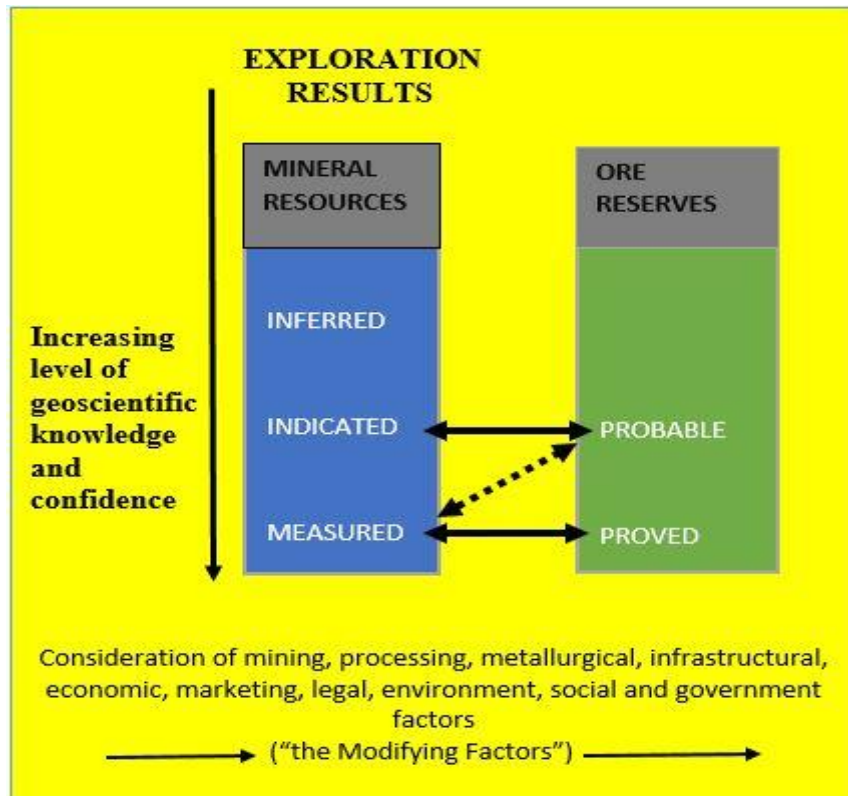 EXPLORATION
RESULTS
MINERAL
RESOURCES
ORE
RESERVES
INFERRED
Increasing
level of
geoscientific
knowledge
and
confidence
INDICATED
PROBABLE
MEASURED
PROVED
Consideration of mining, processing, metallurgical, infrastructural,
economic, marketing, legal, environment, social and government
factors
(“the Modifying Factors”)